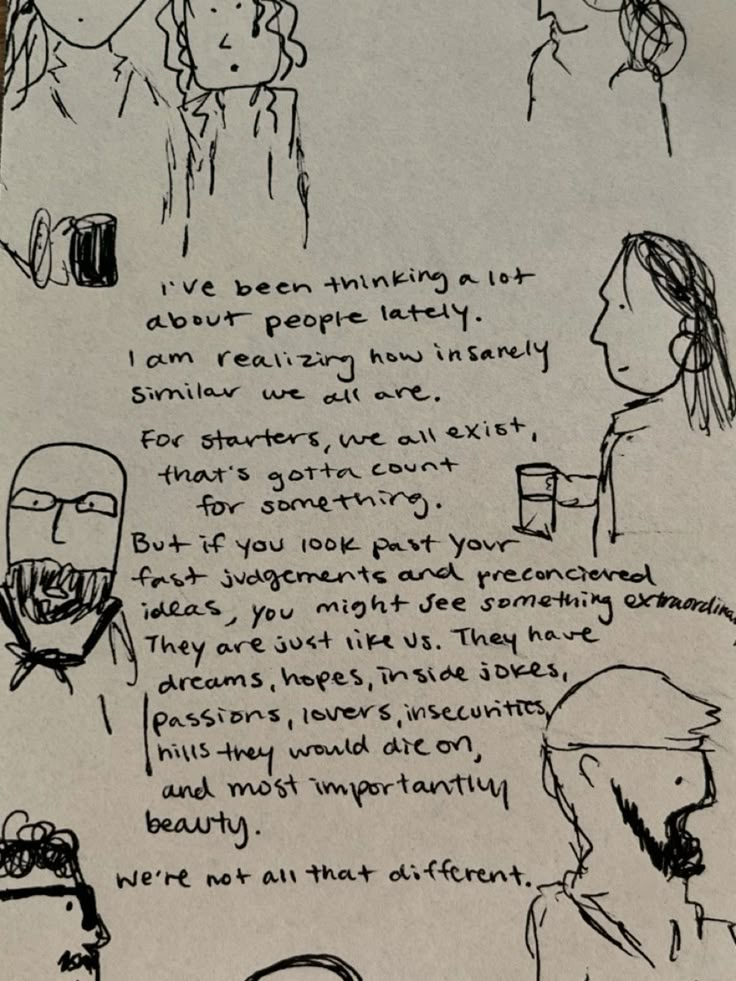 I've been thinking a lot
about people lately.
I am realizing how insanely
similar we all are.
For starters, we all exist,
that's gotta count
for something.
But if you look past your
fast judgements and preconcieved
ideas, you might see something extraordina
They are just like us. They have
dreams, hopes, inside jokes,
passions, lovers, insecurities,
hills they would die on,
and most importantly
beauty.
We're not all that different.